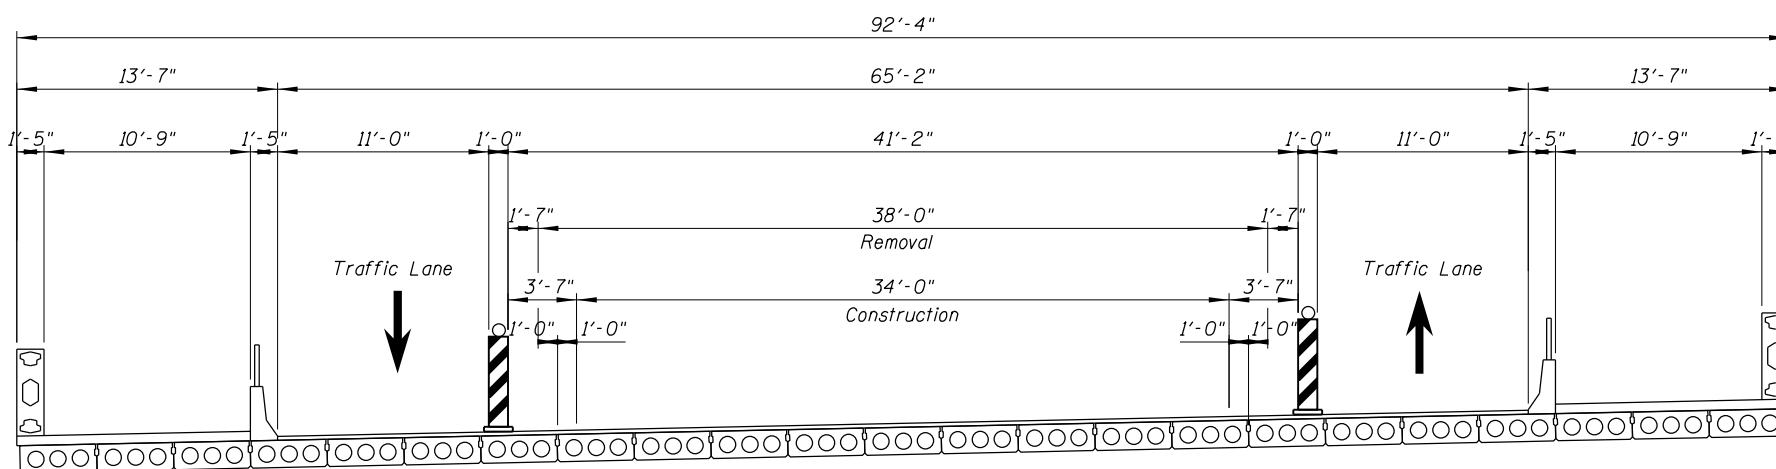 92'-4"
13'-7" 65'-2" 13'-7"
1'-5" 10'-9" 1'-5" 11'-0" 1'-0" 41'-2" 1'-0" 11'-0" 1'-5" 10'-9" 1'-
1'-7" 38'-0" 1'-7"
Removal
Traffic Lane Traffic Lane
3'-7" 34'-0" 3'-7"
Construction
1'-0" 1'-0" 1'-0" 1'-0"